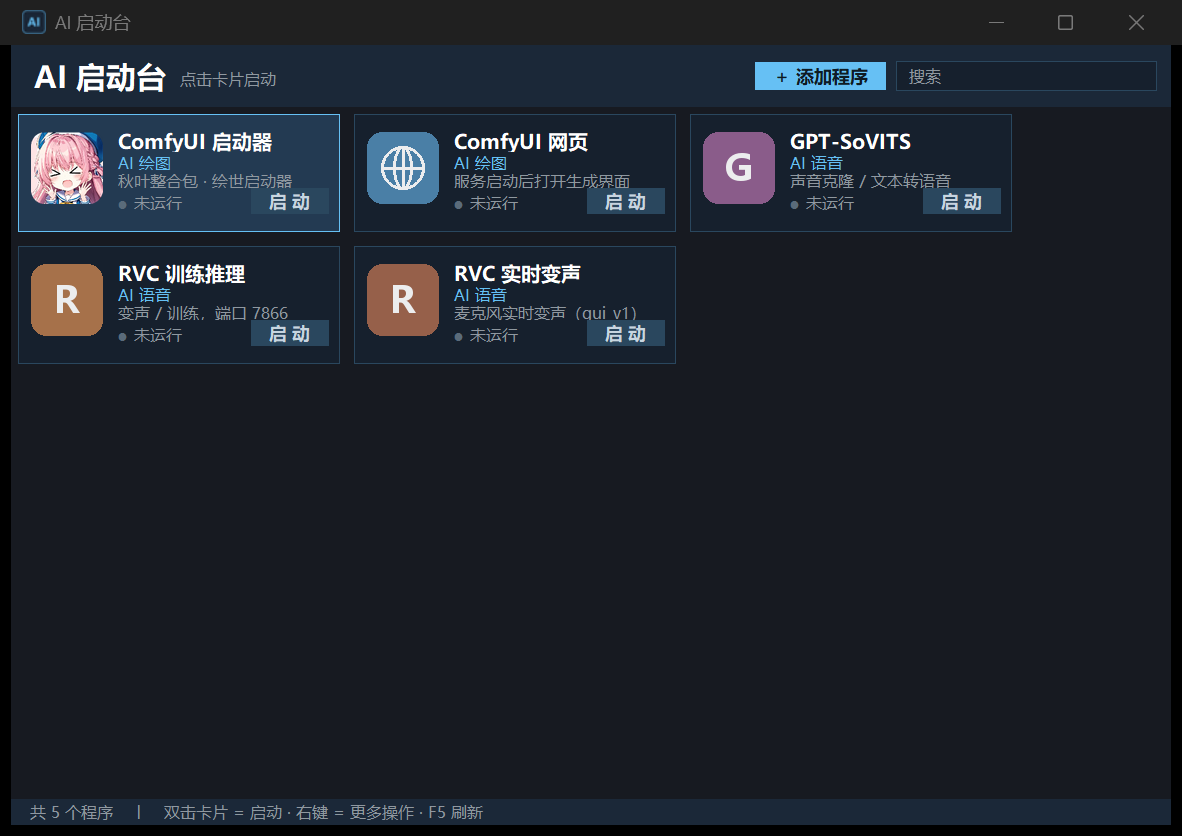 AI AI 启动台
AI 启动台 点击卡片启动 + 添加程序 搜索
ComfyUI 启动器
AI 绘图
秋叶整合包 · 绘世启动器
未运行 启 动
ComfyUI 网页
AI 绘图
服务启动后打开生成界面
未运行 启 动
G
GPT-SoVITS
AI 语音
声音克隆 / 文本转语音
未运行 启 动
R
RVC 训练推理
AI 语音
变声 / 训练，端口 7866
未运行 启 动
R
RVC 实时变声
AI 语音
麦克风实时变声（gui_v1）
未运行 启 动
共 5 个程序 | 双击卡片 = 启动 · 右键 = 更多操作 · F5 刷新